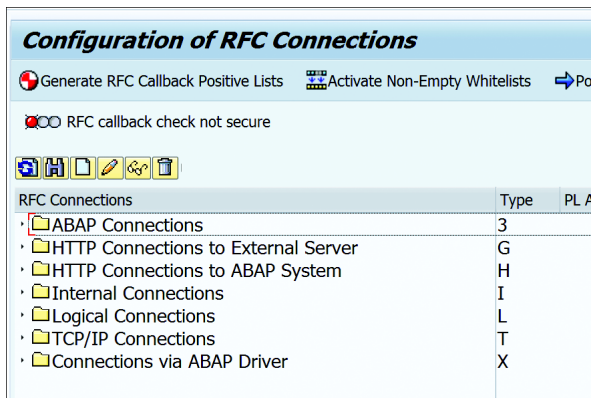 Configuration of RFC Connections
Generate RFC Callback Positive Lists Activate Non-Empty Whitelists Po
RFC callback check not secure
RFC Connections Type PL A
ABAP Connections 3
HTTP Connections to External Server G
HTTP Connections to ABAP System H
Internal Connections I
Logical Connections L
TCP/IP Connections T
Connections via ABAP Driver X